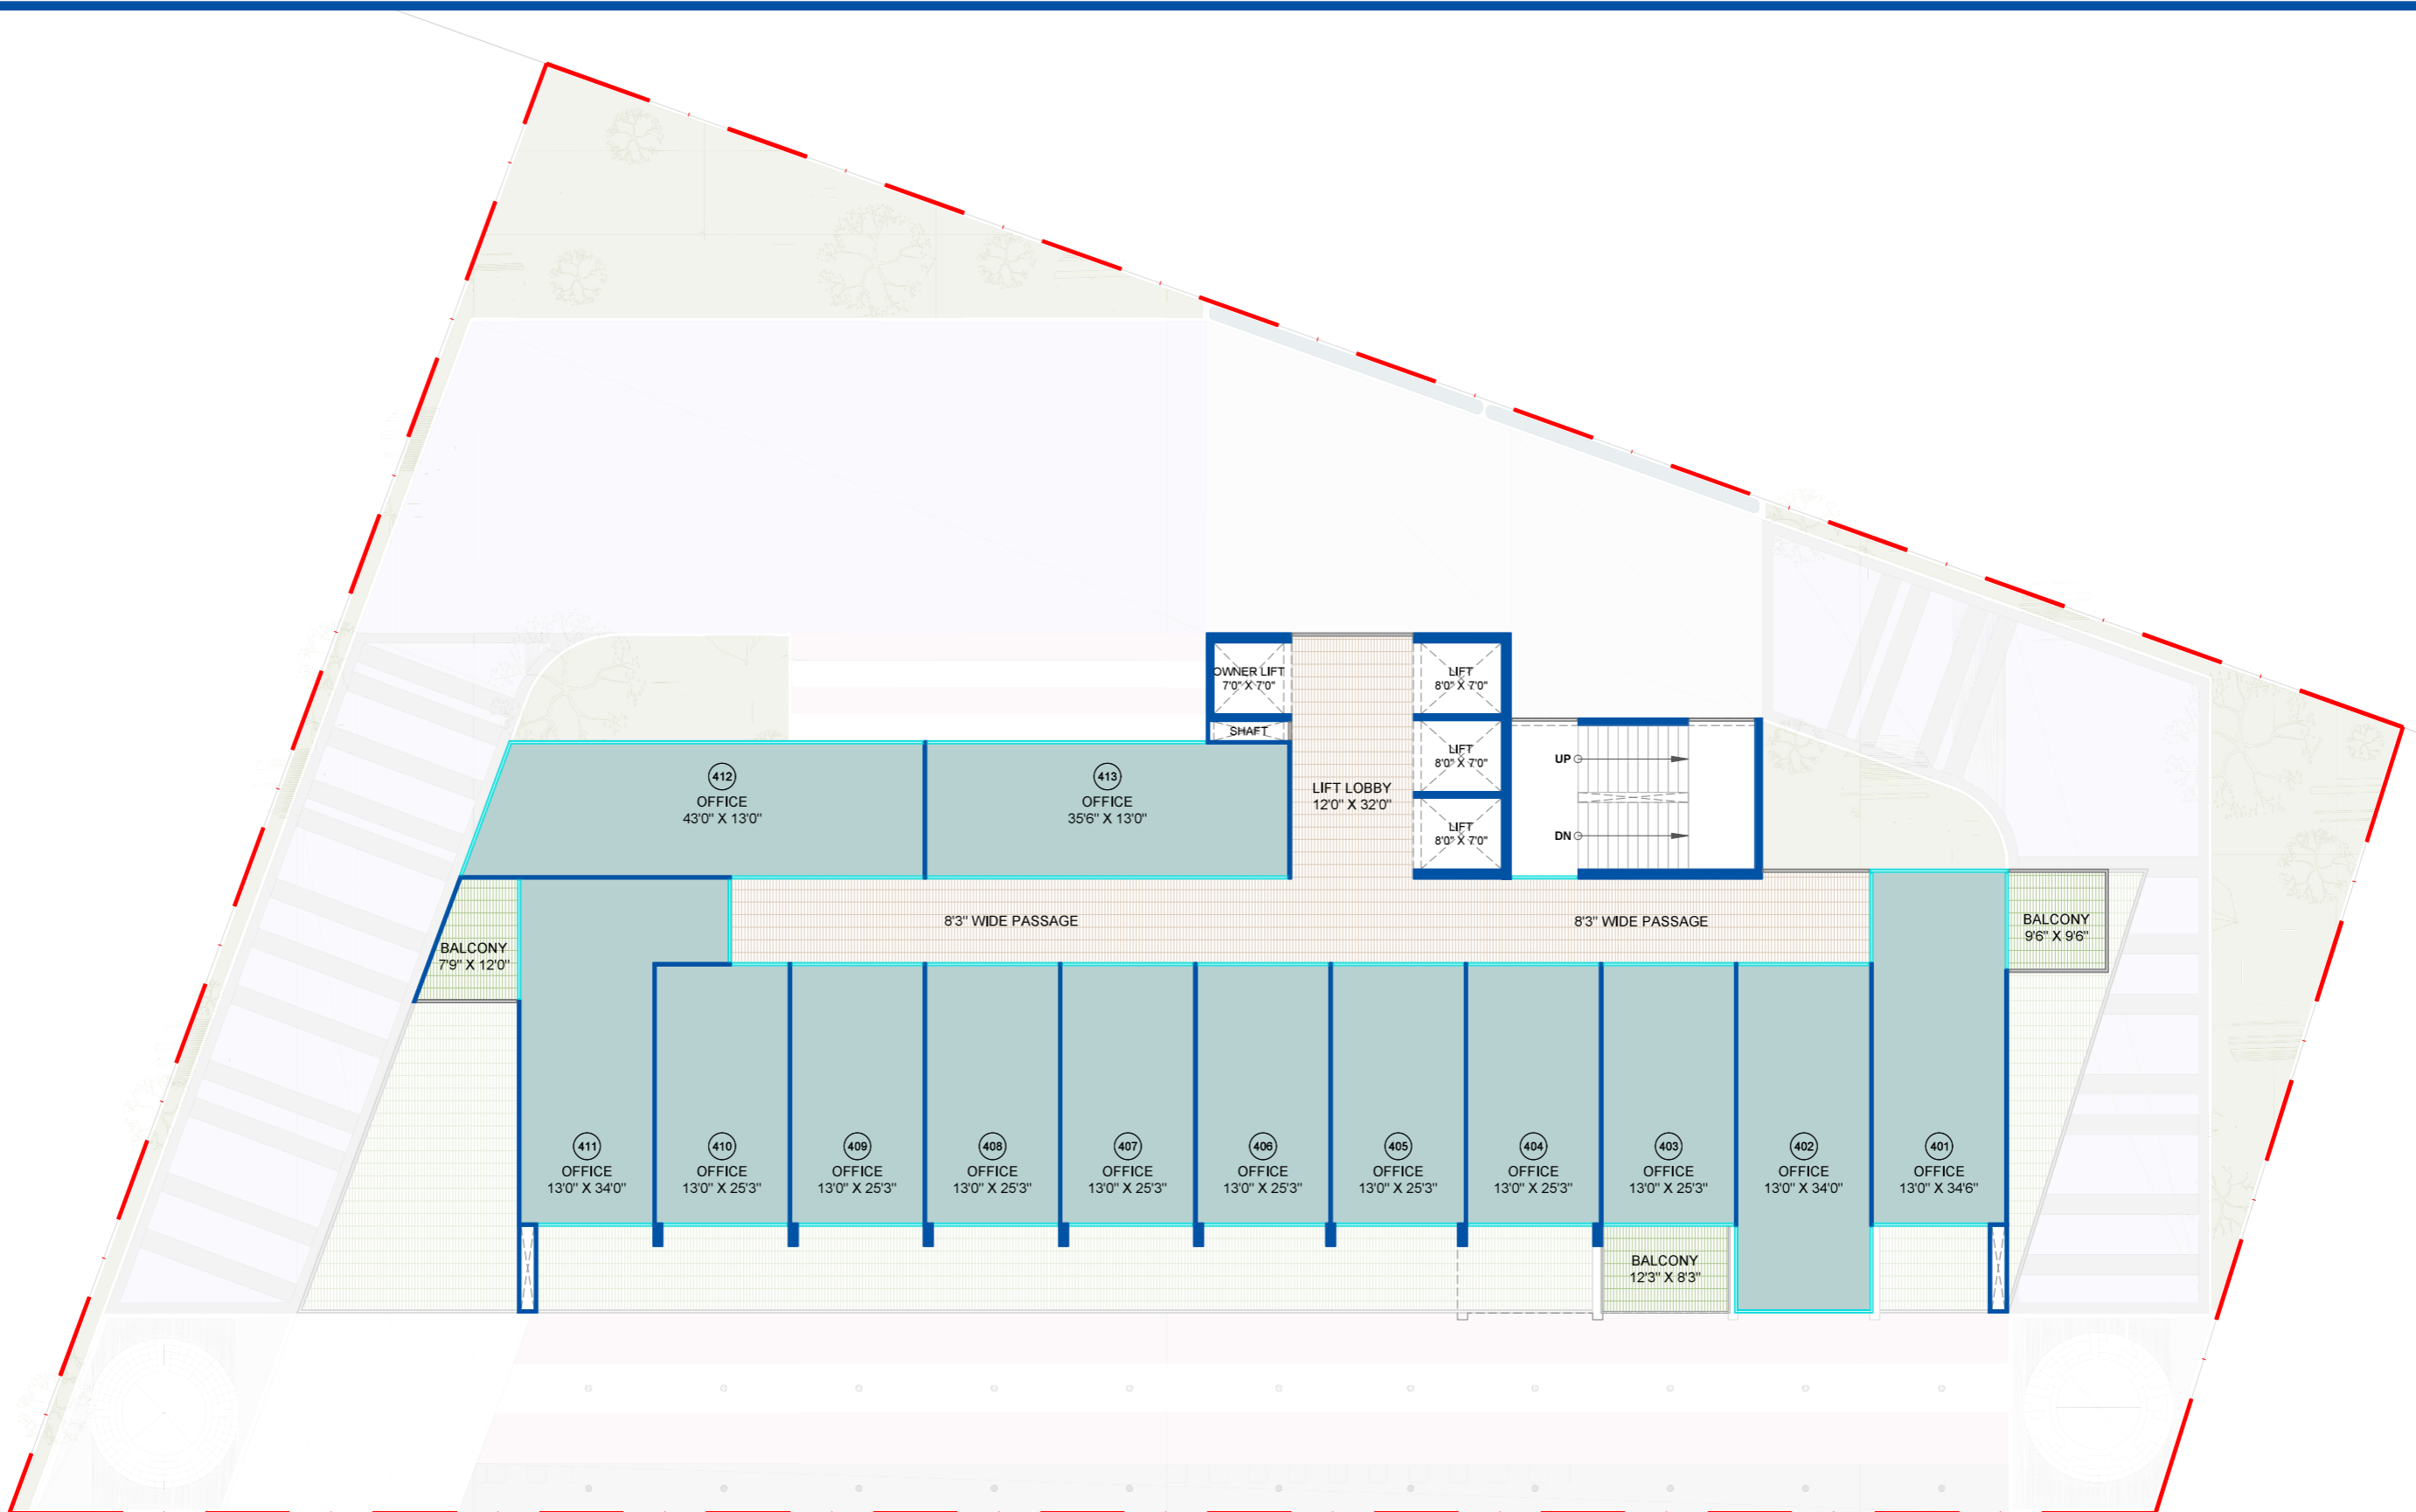 OWNER LIFT
7'0" X 7'0"
LIFT
8'0" X 7'0"
SHAFT
LIFT
8'0" X 7'0"
UP
LIFT LOBBY
12'0" X 32'0"
412
OFFICE
43'0" X 13'0"
413
OFFICE
35'6" X 13'0"
LIFT
8'0" X 7'0"
DN
8'3" WIDE PASSAGE
8'3" WIDE PASSAGE
BALCONY
9'6" X 9'6"
BALCONY
7'9" X 12'0"
411
OFFICE
13'0" X 34'0"
410
OFFICE
13'0" X 25'3"
409
OFFICE
13'0" X 25'3"
408
OFFICE
13'0" X 25'3"
407
OFFICE
13'0" X 25'3"
406
OFFICE
13'0" X 25'3"
405
OFFICE
13'0" X 25'3"
404
OFFICE
13'0" X 25'3"
403
OFFICE
13'0" X 25'3"
402
OFFICE
13'0" X 34'0"
401
OFFICE
13'0" X 34'6"
BALCONY
12'3" X 8'3"